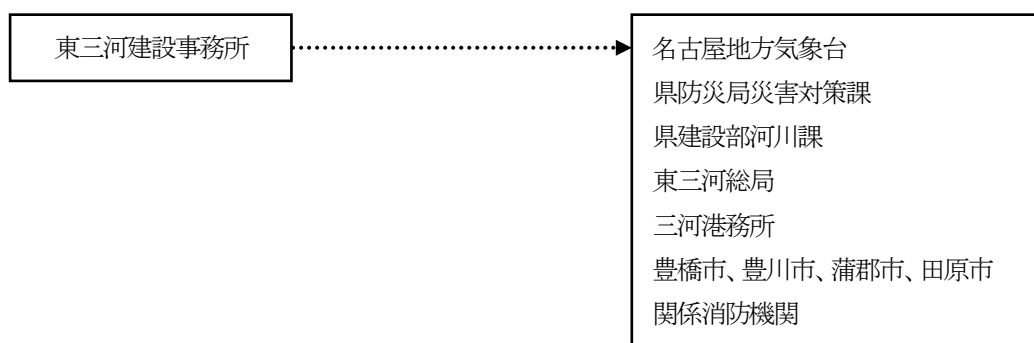 東三河建設事務所
名古屋地方気象台
県防災局災害対策課
県建設部河川課
東三河総局
三河港務所
豊橋市、豊川市、蒲郡市、田原市
関係消防機関